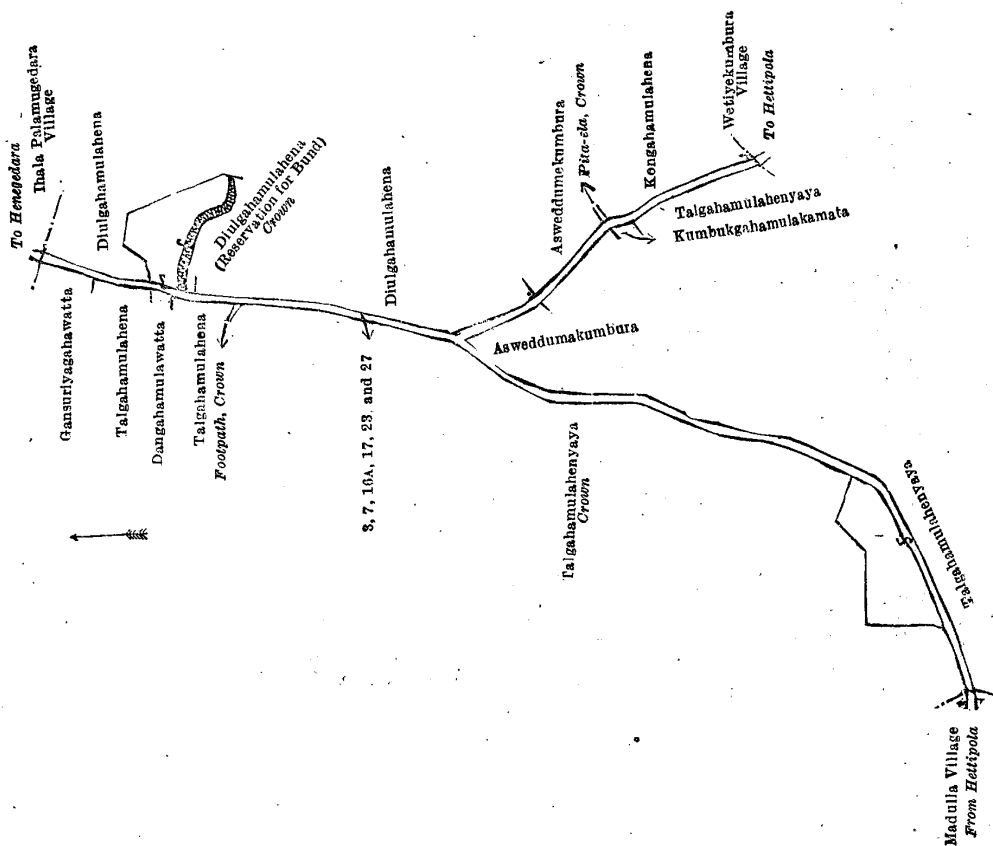 To Henegedara
Ihala Palamugedara
Village
Gansuriyagahawatta
Diulgahamulahena
Talgahamulahena
Dangahamulawatta
Talgahamulahena
Footpath, Crown
Diulgahamulahena
(Reservation for Bund)
Crown
Diulgahamulahena
3, 7, 16A, 17, 23 and 27
Asweddumekumbura
Pita-ela, Crown
Kongahamulahena
Wetiyekumbura
Village
To Hettipola
Talgahamulahenyaya
Kumbukgahamulakamata
Asweddumakumbura
Talgahamulahenyaya
Crown
Talgahamulahenyaya
Madulla Village
From Hettipola